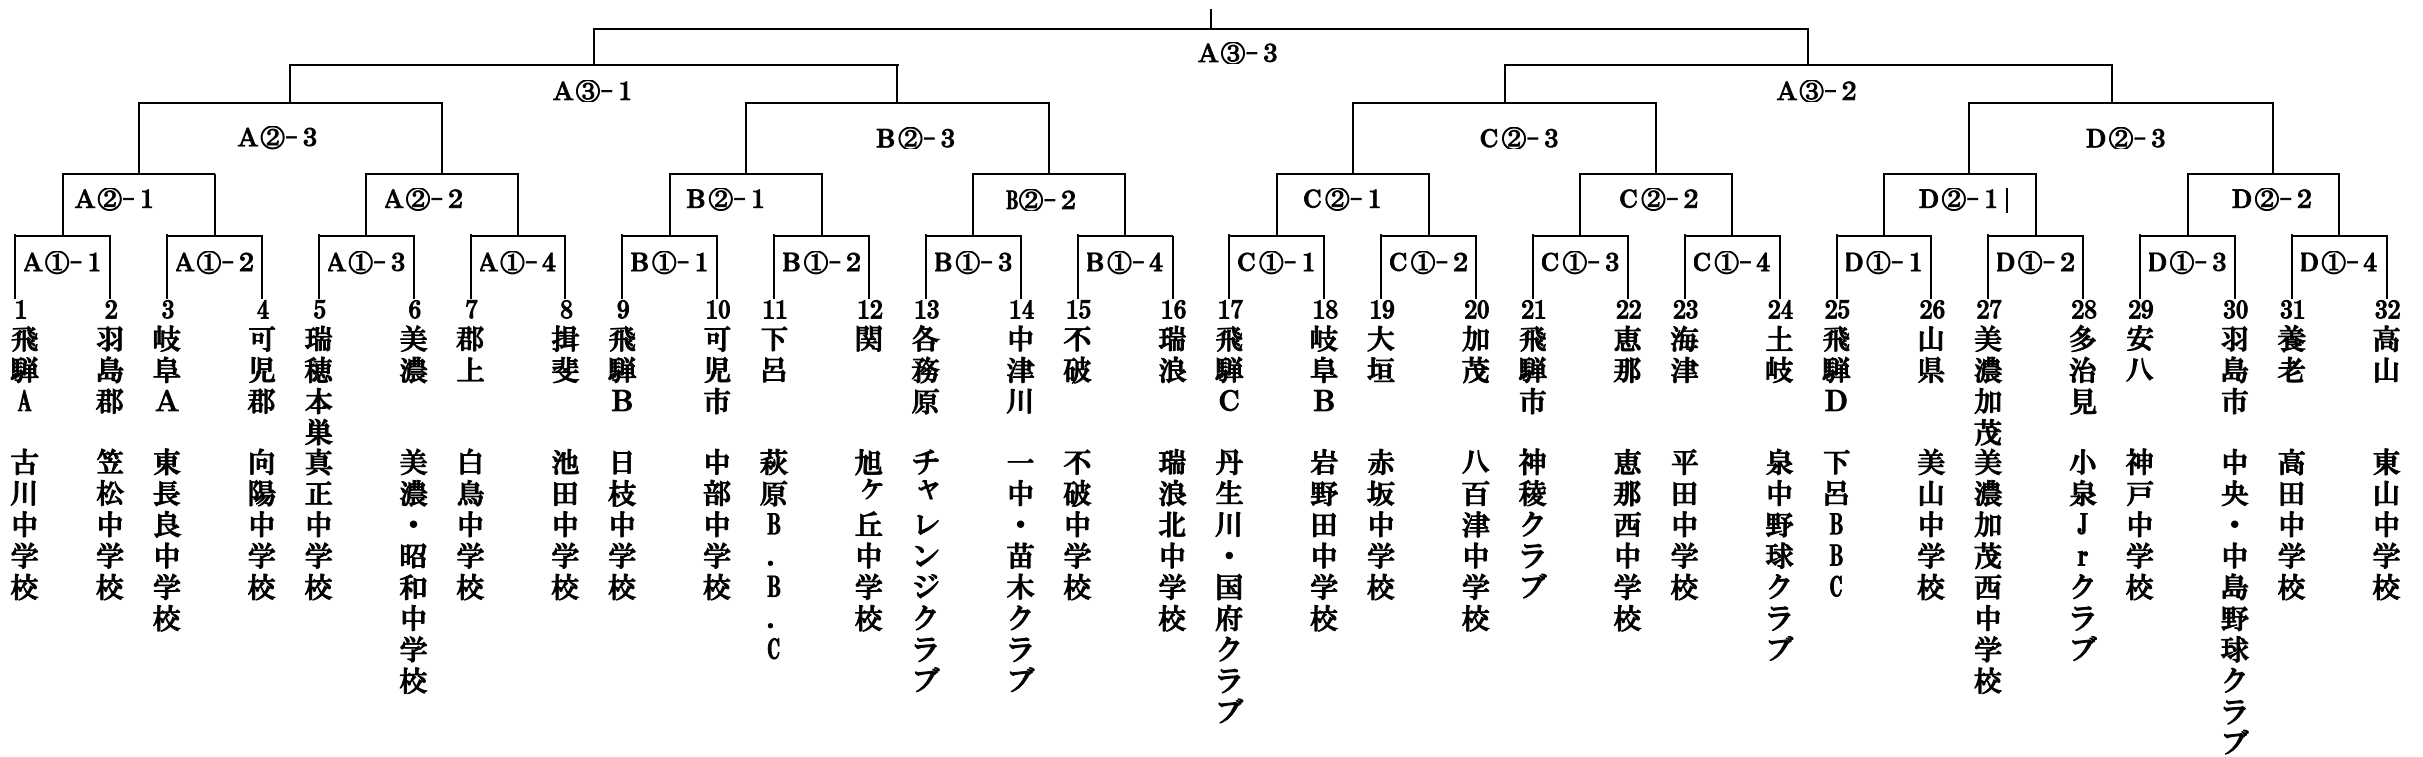 A③-3
A③-1
A③-2
A②-3
B②-3
C②-3
D②-3
A②-1
A②-2
B②-1
B②-2
C②-1
C②-2
D②-1
D②-2
A①-1
A①-2
A①-3
A①-4
B①-1
B①-2
B①-3
B①-4
C①-1
C①-2
C①-3
C①-4
D①-1
D①-2
D①-3
D①-4
1 飛騨A 古川中学校
2 羽島郡 笠松中学校
3 岐阜A 東長良中学校
4 可児郡 向陽中学校
5 瑞穂本巣 真正中学校
6 美濃 美濃・昭和中学校
7 郡上 白鳥中学校
8 揖斐 池田中学校
9 飛騨B 日枝中学校
10 可児市 中部中学校
11 下呂 萩原B.B.C
12 関 旭ケ丘中学校
13 各務原 チャレンジクラブ
14 中津川 一中・苗木クラブ
15 不破 不破中学校
16 瑞浪 瑞浪北中学校
17 飛騨C 丹生川・国府クラブ
18 岐阜B 岩野田中学校
19 大垣 赤坂中学校
20 加茂 八百津中学校
21 飛騨市 神稜クラブ
22 恵那 恵那西中学校
23 海津 平田中学校
24 土岐 泉中野球クラブ
25 飛騨D 下呂BBC
26 山県 美山中学校
27 美濃加茂 美濃加茂西中学校
28 多治見 小泉Jrクラブ
29 安八 神戸中学校
30 羽島市 中央・中島野球クラブ
31 養老 高田中学校
32 高山 東山中学校